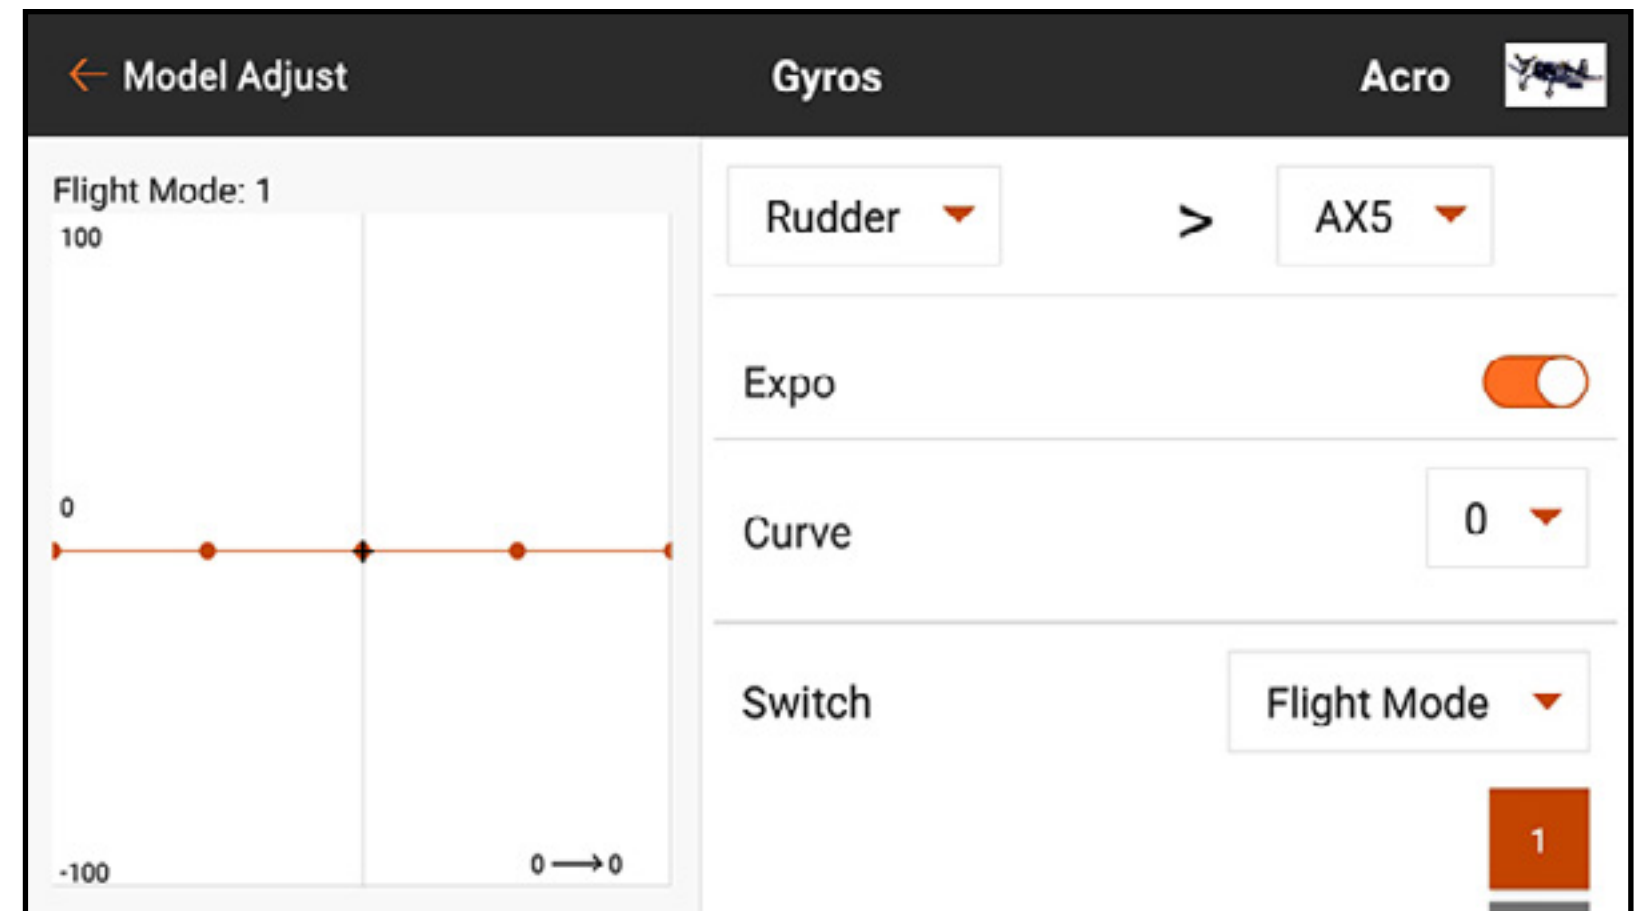 ← Model Adjust Gyros Acro
Flight Mode: 1
100
0
-100
0 → 0
Rudder > AX5
Expo
Curve 0
Switch Flight Mode
1